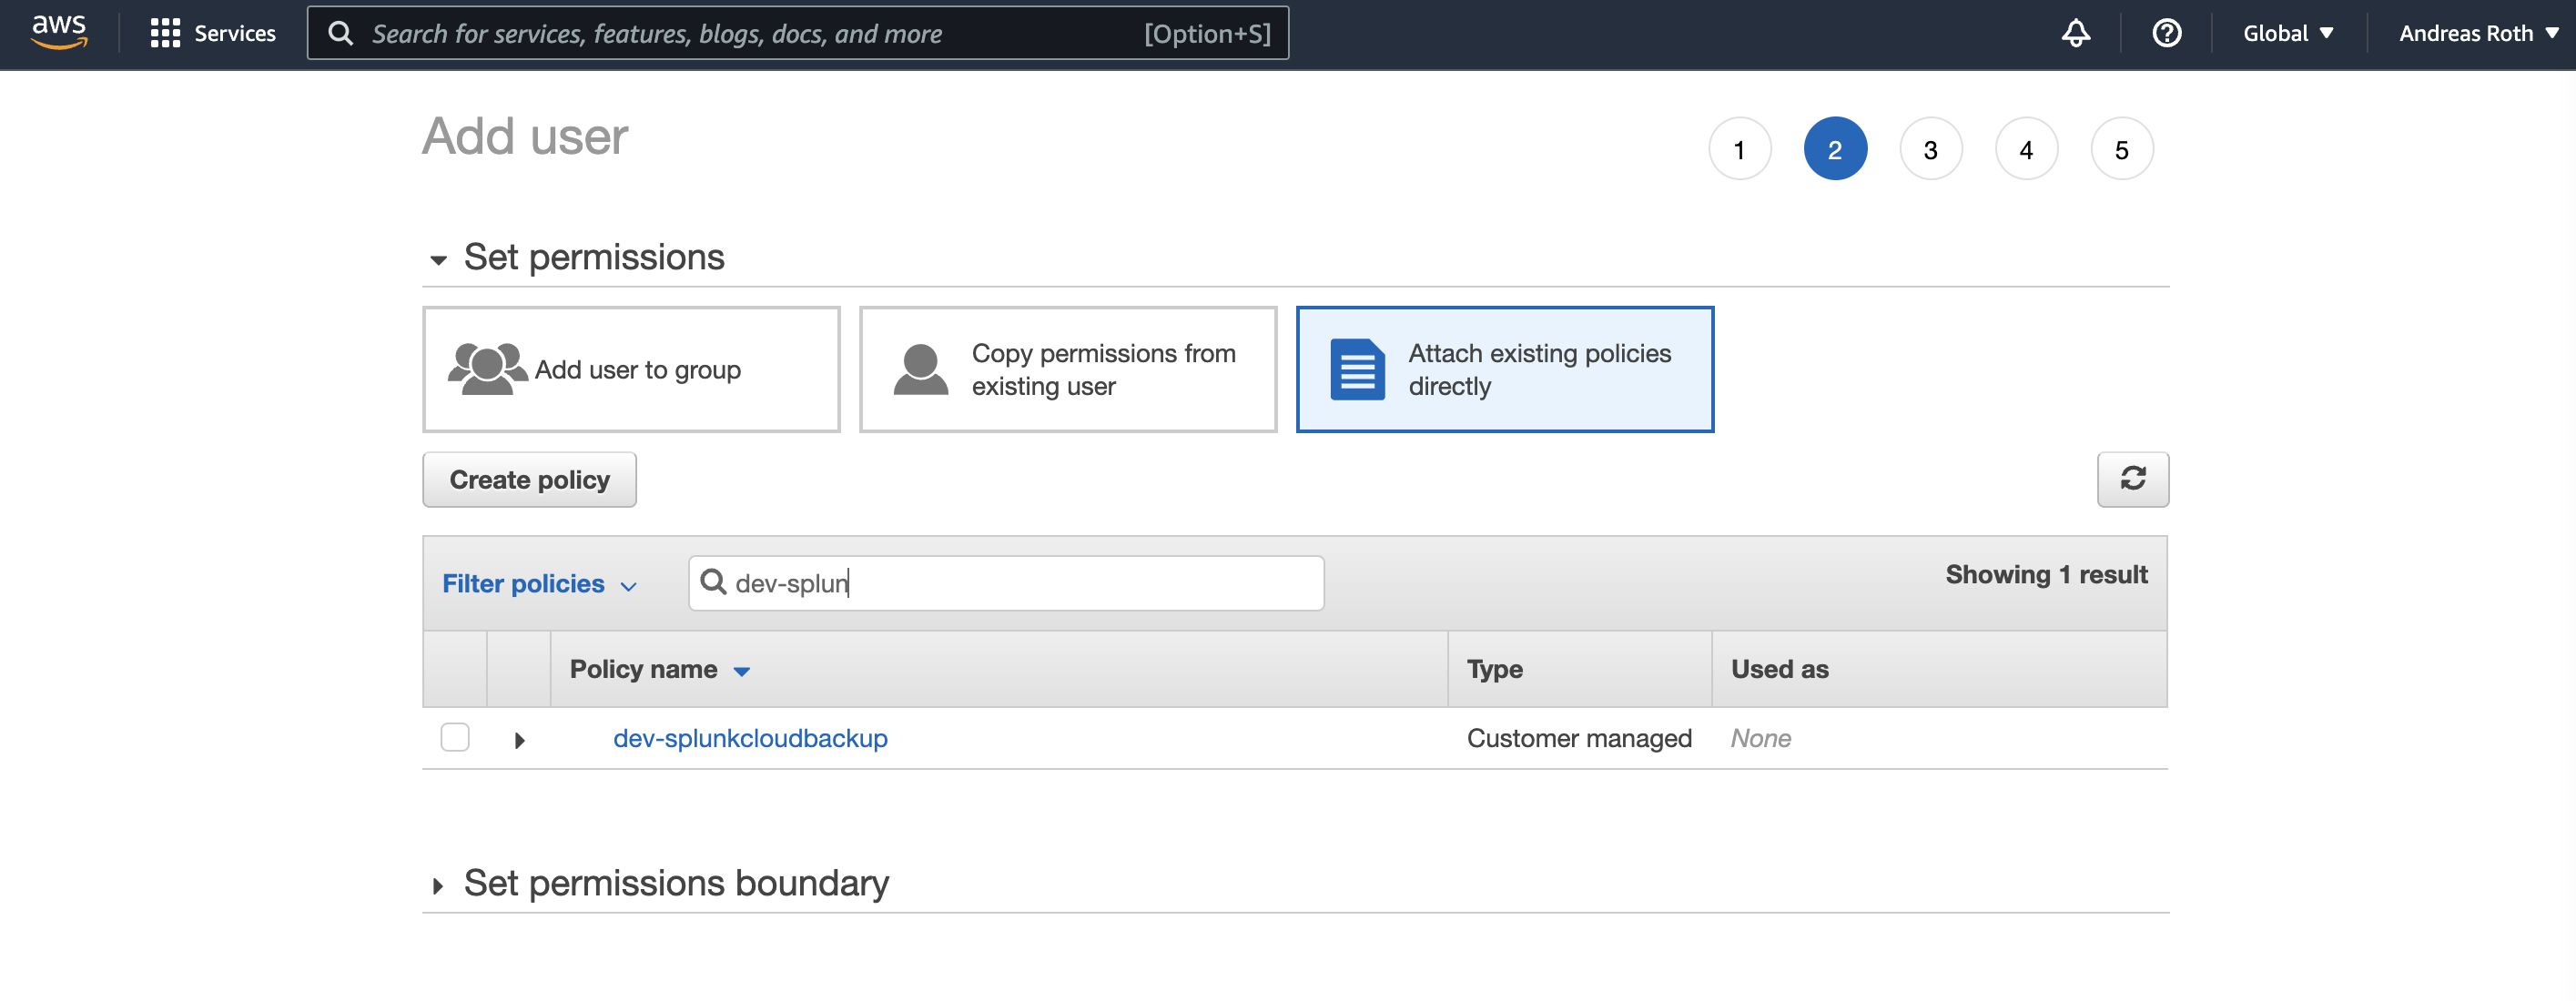 aws Services Search for services, features, blogs, docs, and more [Option+S] Global Andreas Roth
Add user 1 2 3 4 5
Set permissions
Add user to group
Copy permissions from
existing user
Attach existing policies
directly
Create policy
Filter policies dev-splun Showing 1 result
Policy name Type Used as
dev-splunkcloudbackup Customer managed None
Set permissions boundary